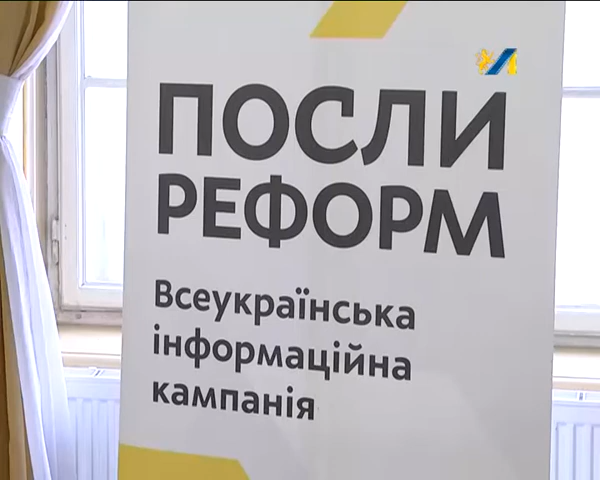 ПОСЛИ
РЕФОРМ
Всеукраїнська
інформаційна
кампанія